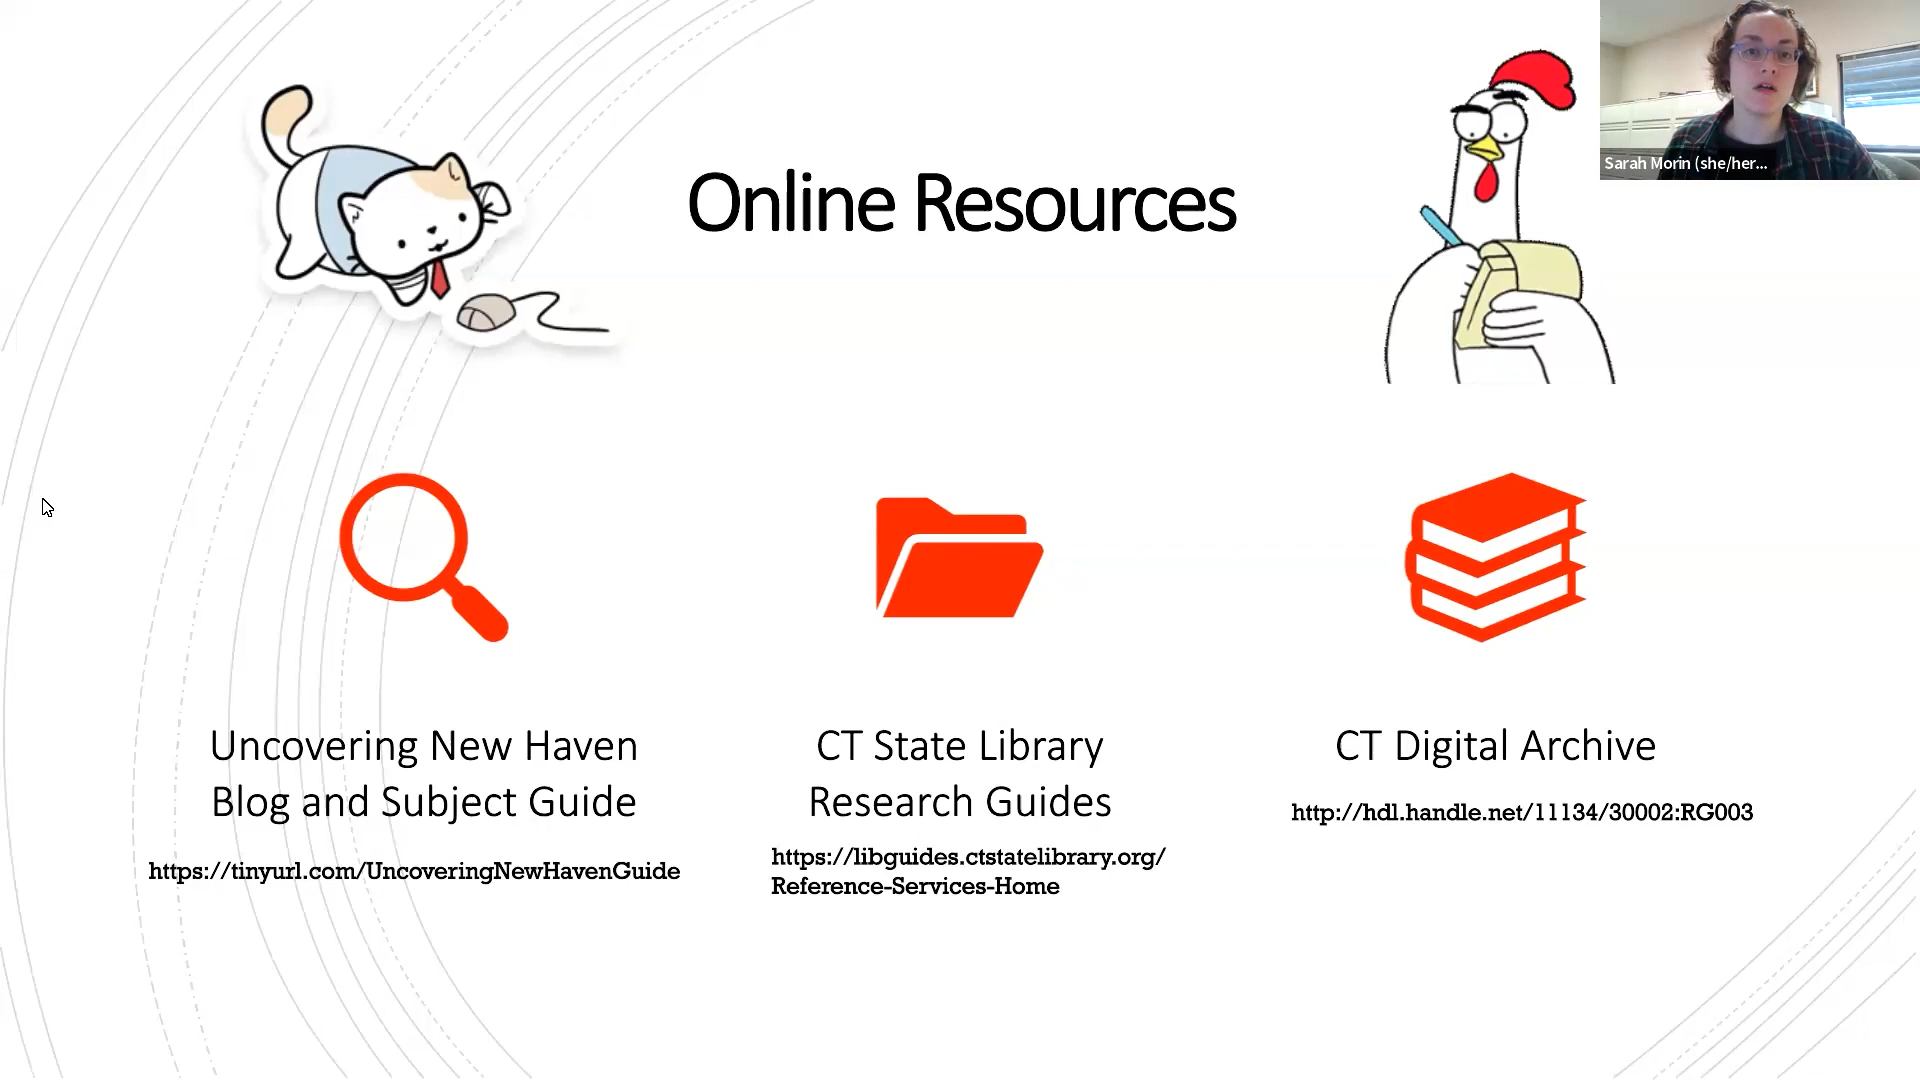 Online Resources
Sarah Morin (she/her...
Uncovering New Haven
Blog and Subject Guide
https://tinyurl.com/UncoveringNewHavenGuide
CT State Library
Research Guides
https://libguides.ctstatelibrary.org/
Reference-Services-Home
CT Digital Archive
http://hdl.handle.net/11134/30002:RG003